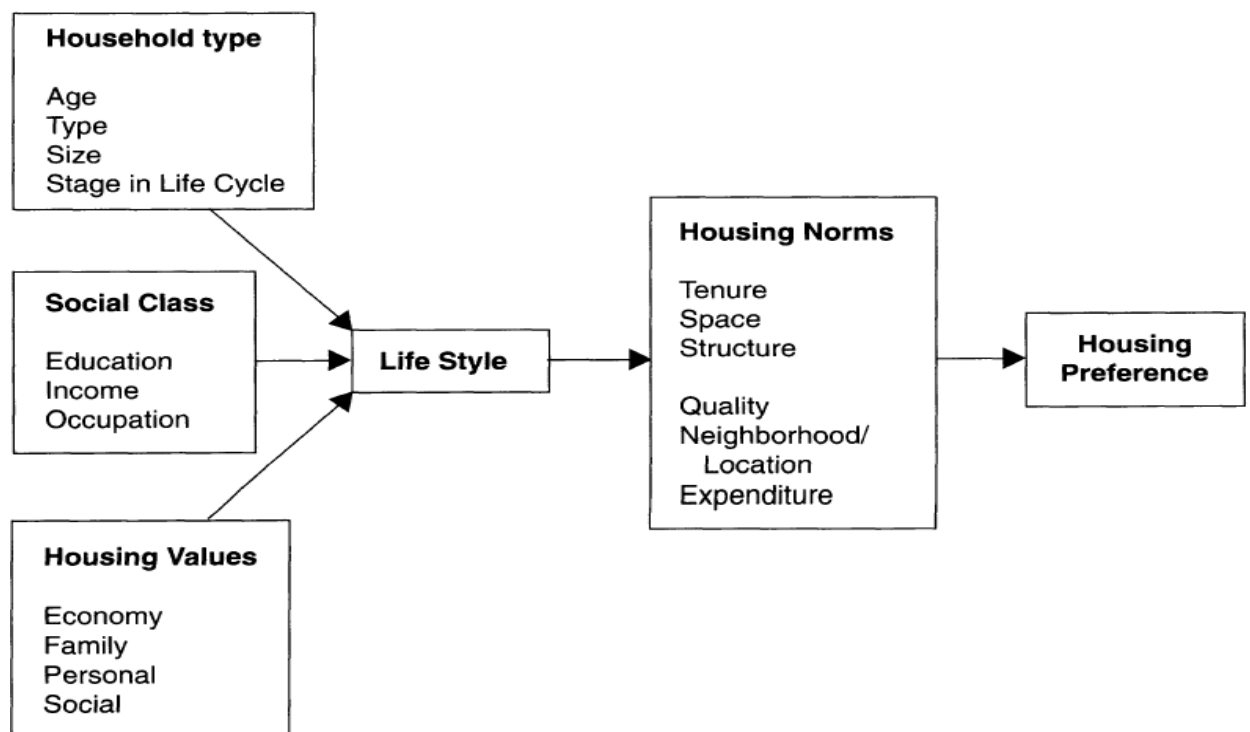 Household type
Age
Type
Size
Stage in Life Cycle
Social Class
Education
Income
Occupation
Housing Values
Economy
Family
Personal
Social
Life Style
Housing Norms
Tenure
Space
Structure
Quality
Neighborhood/
Location
Expenditure
Housing
Preference